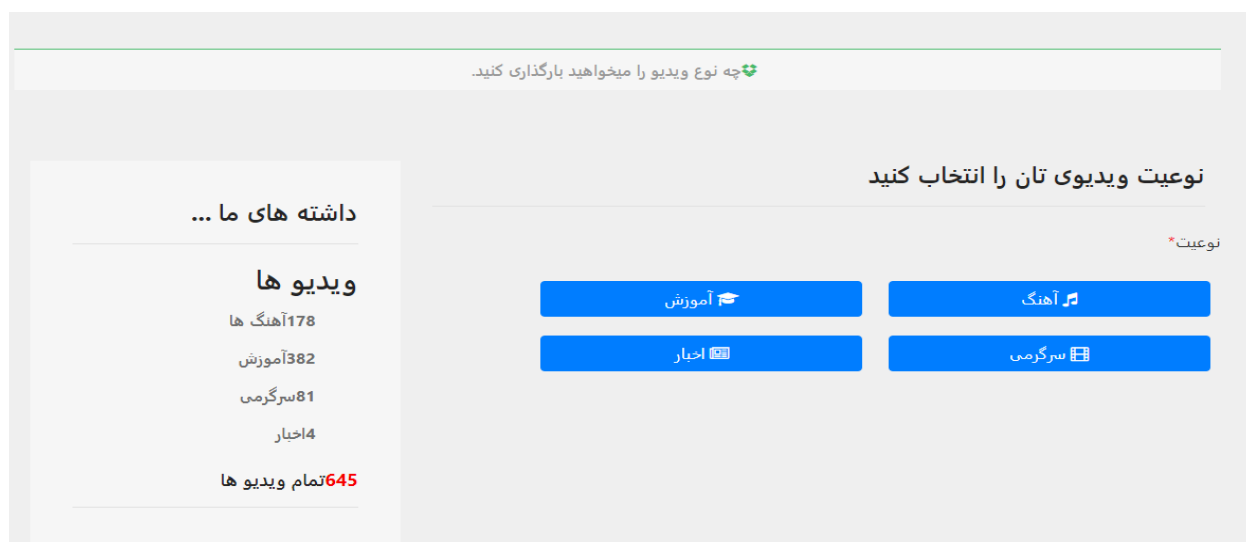 چه نوع ویدیو را میخواهید بارگذاری کنید.
نوعیت ویدیوی تان را انتخاب کنید
نوعیت*
آهنگ
آموزش
سرگرمی
اخبار
داشته های ما ...
ویدیو ها
178آهنگ ها
382آموزش
81سرگرمی
4اخبار
645تمام ویدیو ها